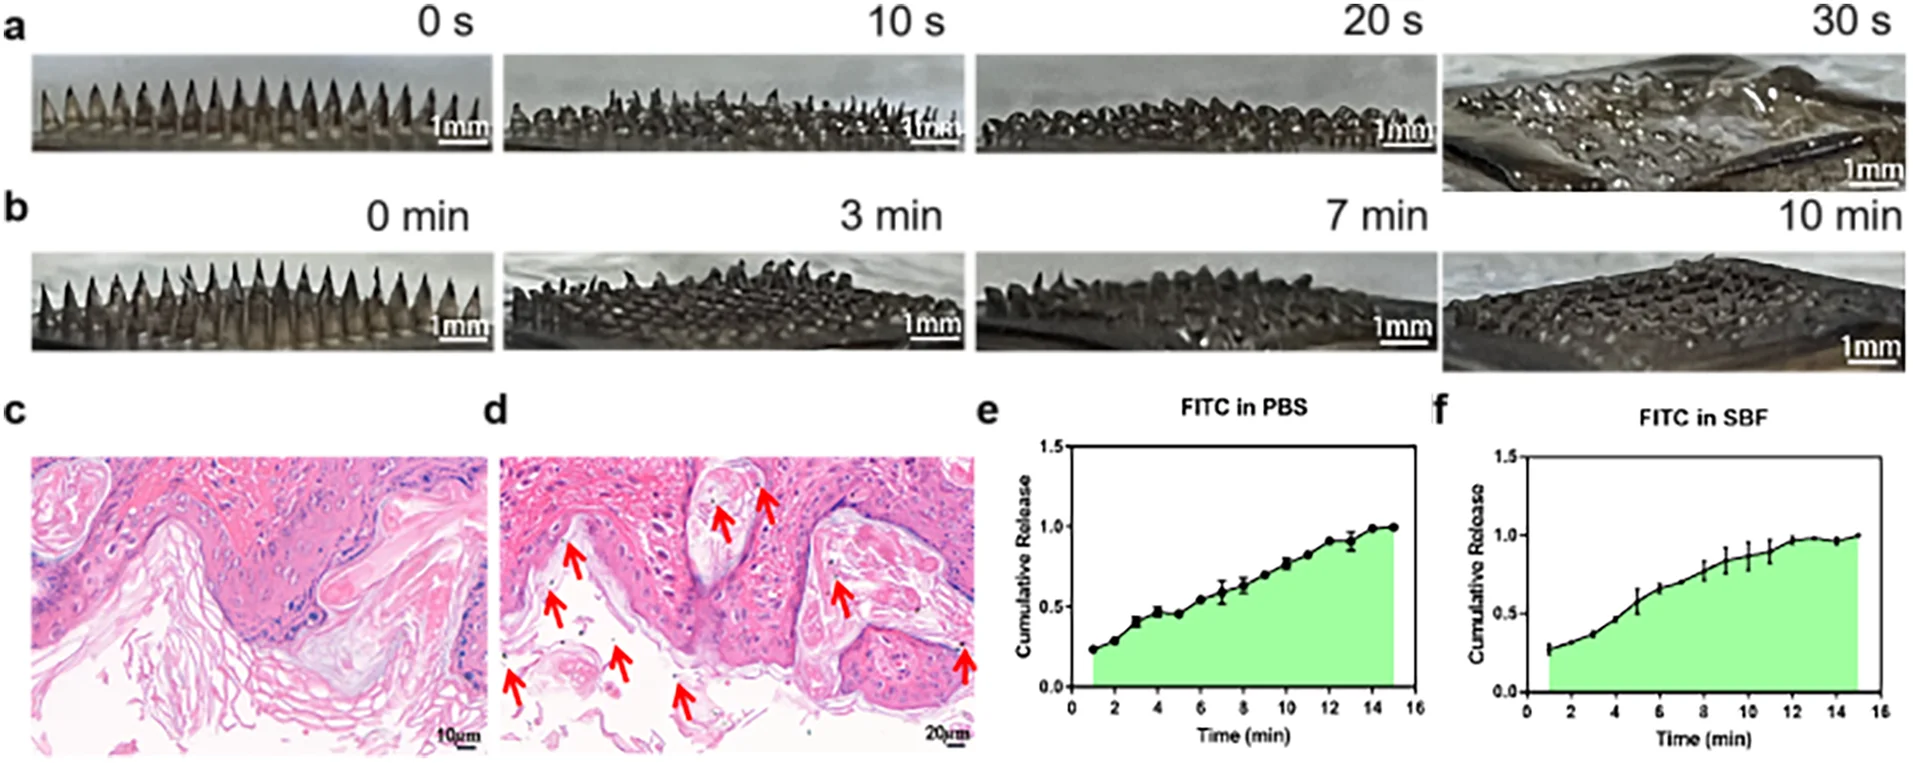 a
0 s
10 s
20 s
30 s
1mm
1mm
1mm
1mm
b
0 min
3 min
7 min
10 min
1mm
1mm
1mm
1mm
c
d
e
f
10µm
20µm
FITC in PBS
1.5
1.0
0.5
0.0
Cumulative Release
0 2 4 6 8 10 12 14 16
Time (min)
FITC in SBF
1.5
1.0
0.5
0.0
Cumulative Release
0 2 4 6 8 10 12 14 16
Time (min)